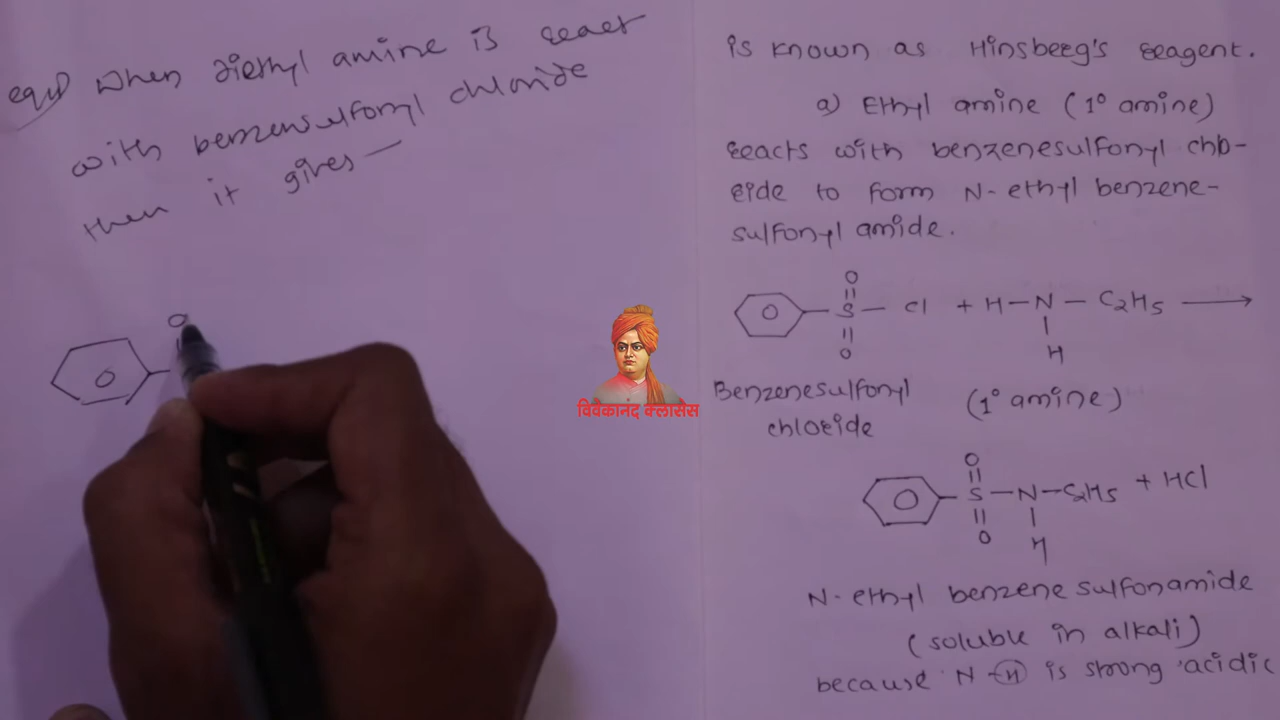 eq4) When diethyl amine is react
with benzensulfonyl chloride
then it gives —
O
is known as Hinsberg's reagent.
a) Ethyl amine (1° amine)
reacts with benzenesulfonyl chlo-
ride to form N-ethyl benzene-
sulfonyl amide.
O
S — Cl + H — N — C2H5 →
O H
Benzenesulfonyl (1° amine)
chloride
O
S — N — C2H5 + HCl
O H
N-ethyl benzene sulfonamide
(soluble in alkali)
because N-H is strong acidic
विवेकानंद क्लासेस